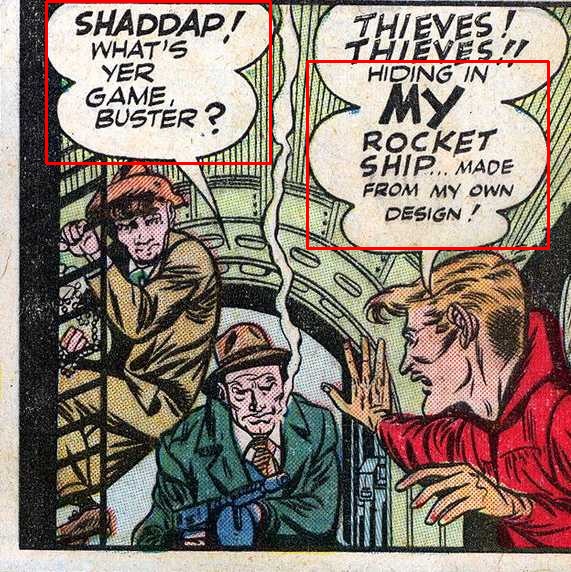 SHADDAP!
WHAT'S
YER
GAME,
BUSTER?
THIEVES!
THIEVES!!
HIDING IN
MY
ROCKET
SHIP... MADE
FROM MY OWN
DESIGN!